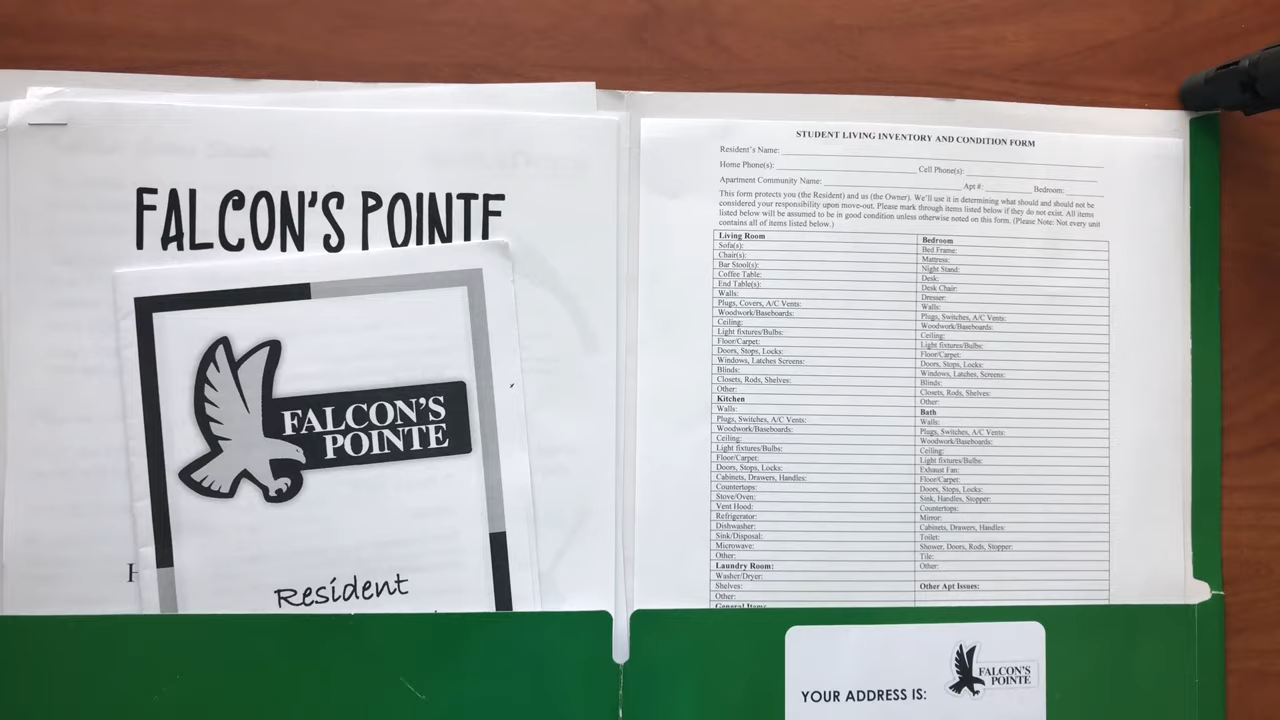 FALCON'S POINTE
FALCON'S
POINTE
Resident
STUDENT LIVING INVENTORY AND CONDITION FORM
Resident's Name:
Home Phone(s): Cell Phone(s):
Apartment Community Name: Apt #: Bedroom:
This form protects you (the Resident) and us (the Owner). We'll use it in determining what should and should not be
considered your responsibility upon move-out. Please mark through items listed below if they do not exist. All items
listed below will be assumed to be in good condition unless otherwise noted on this form. (Please Note: Not every unit
contains all of items listed below.)
Living Room
Sofa(s):
Chair(s):
Bar Stool(s):
Coffee Table:
End Table(s):
Walls:
Plugs, Covers, A/C Vents:
Woodwork/Baseboards:
Ceiling:
Light fixtures/Bulbs:
Floor/Carpet:
Doors, Stops, Locks:
Windows, Latches Screens:
Blinds:
Closets, Rods, Shelves:
Other:
Kitchen
Walls:
Plugs, Switches, A/C Vents:
Woodwork/Baseboards:
Ceiling:
Light fixtures/Bulbs:
Floor/Carpet:
Doors, Stops, Locks:
Cabinets, Drawers, Handles:
Countertops:
Stove/Oven:
Vent Hood:
Refrigerator:
Dishwasher:
Sink/Disposal:
Microwave:
Other:
Laundry Room:
Washer/Dryer:
Shelves:
Other:
General Items
Bedroom
Bed Frame:
Mattress:
Night Stand:
Desk:
Desk Chair:
Dresser:
Walls:
Plugs, Switches, A/C Vents:
Woodwork/Baseboards:
Ceiling:
Light fixtures/Bulbs:
Floor/Carpet:
Doors, Stops, Locks:
Windows, Latches, Screens:
Blinds:
Closets, Rods, Shelves:
Other:
Bath
Walls:
Plugs, Switches, A/C Vents:
Woodwork/Baseboards:
Ceiling:
Light fixtures/Bulbs:
Exhaust Fan:
Floor/Carpet:
Doors, Stops, Locks:
Sink, Handles, Stopper:
Countertops:
Mirror:
Cabinets, Drawers, Handles:
Toilet:
Shower, Doors, Rods, Stopper:
Tile:
Other:
Other Apt Issues:
FALCON'S
POINTE
YOUR ADDRESS IS: